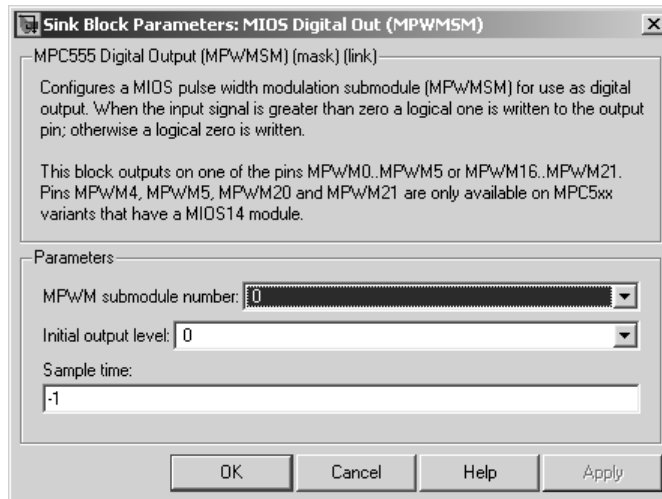 Sink Block Parameters: MIOS Digital Out (MPWMSM)
MPC555 Digital Output (MPWMSM) (mask) (link)
Configures a MIOS pulse width modulation submodule (MPWMSM) for use as digital
output. When the input signal is greater than zero a logical one is written to the output
pin; otherwise a logical zero is written.
This block outputs on one of the pins MPWM0..MPWM5 or MPWM16..MPWM21.
Pins MPWM4, MPWM5, MPWM20 and MPWM21 are only available on MPC5xx
variants that have a MIOS14 module.
Parameters
MPWM submodule number: 0
Initial output level: 0
Sample time:
-1
OK Cancel Help Apply